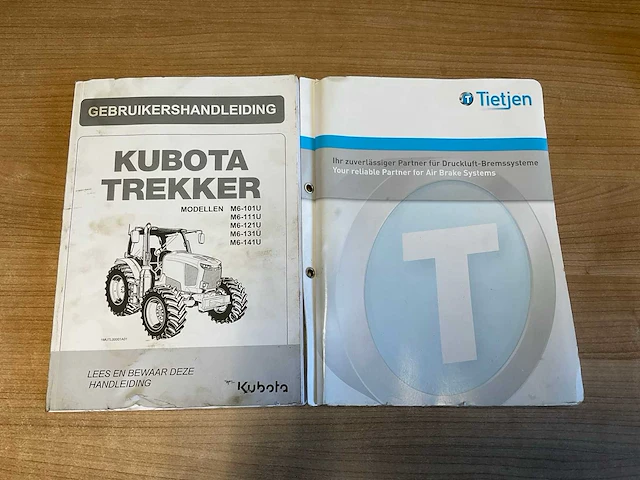 GEBRUIKERSHANDLEIDING
KUBOTA
TREKKER
MODELLEN M6-101U
M6-111U
M6-121U
M6-131U
M6-141U
LEES EN BEWAAR DEZE
HANDLEIDING
Kubota
Tietjen
Ihr zuverlässiger Partner für Druckluft-Bremssysteme
Your reliable Partner for Air Brake Systems
T